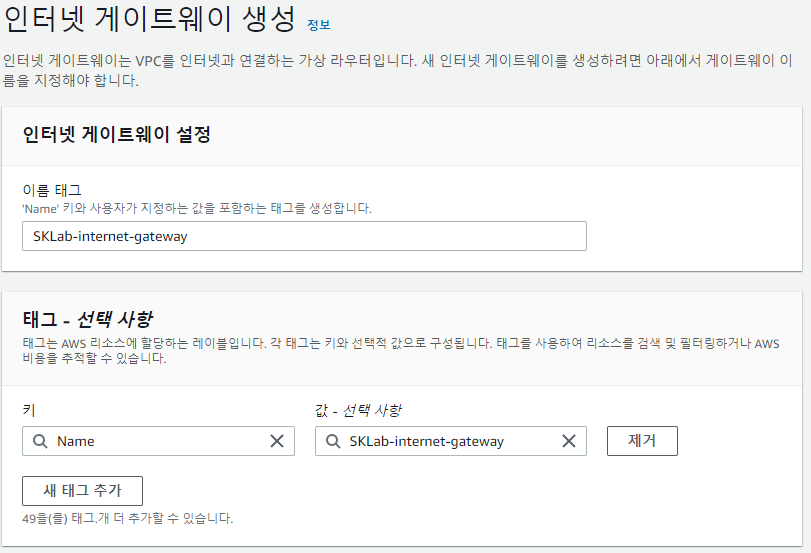 인터넷 게이트웨이 생성 정보
인터넷 게이트웨이는 VPC를 인터넷과 연결하는 가상 라우터입니다. 새 인터넷 게이트웨이를 생성하려면 아래에서 게이트웨이 이
름을 지정해야 합니다.
인터넷 게이트웨이 설정
이름 태그
'Name' 키와 사용자가 지정하는 값을 포함하는 태그를 생성합니다.
SKLab-internet-gateway
태그 - 선택 사항
태그는 AWS 리소스에 할당하는 레이블입니다. 각 태그는 키와 선택적 값으로 구성됩니다. 태그를 사용하여 리소스를 검색 및 필터링하거나 AWS
비용을 추적할 수 있습니다.
키 값 - 선택 사항
Name SKLab-internet-gateway 제거
새 태그 추가
49을(를) 태그.개 더 추가할 수 있습니다.